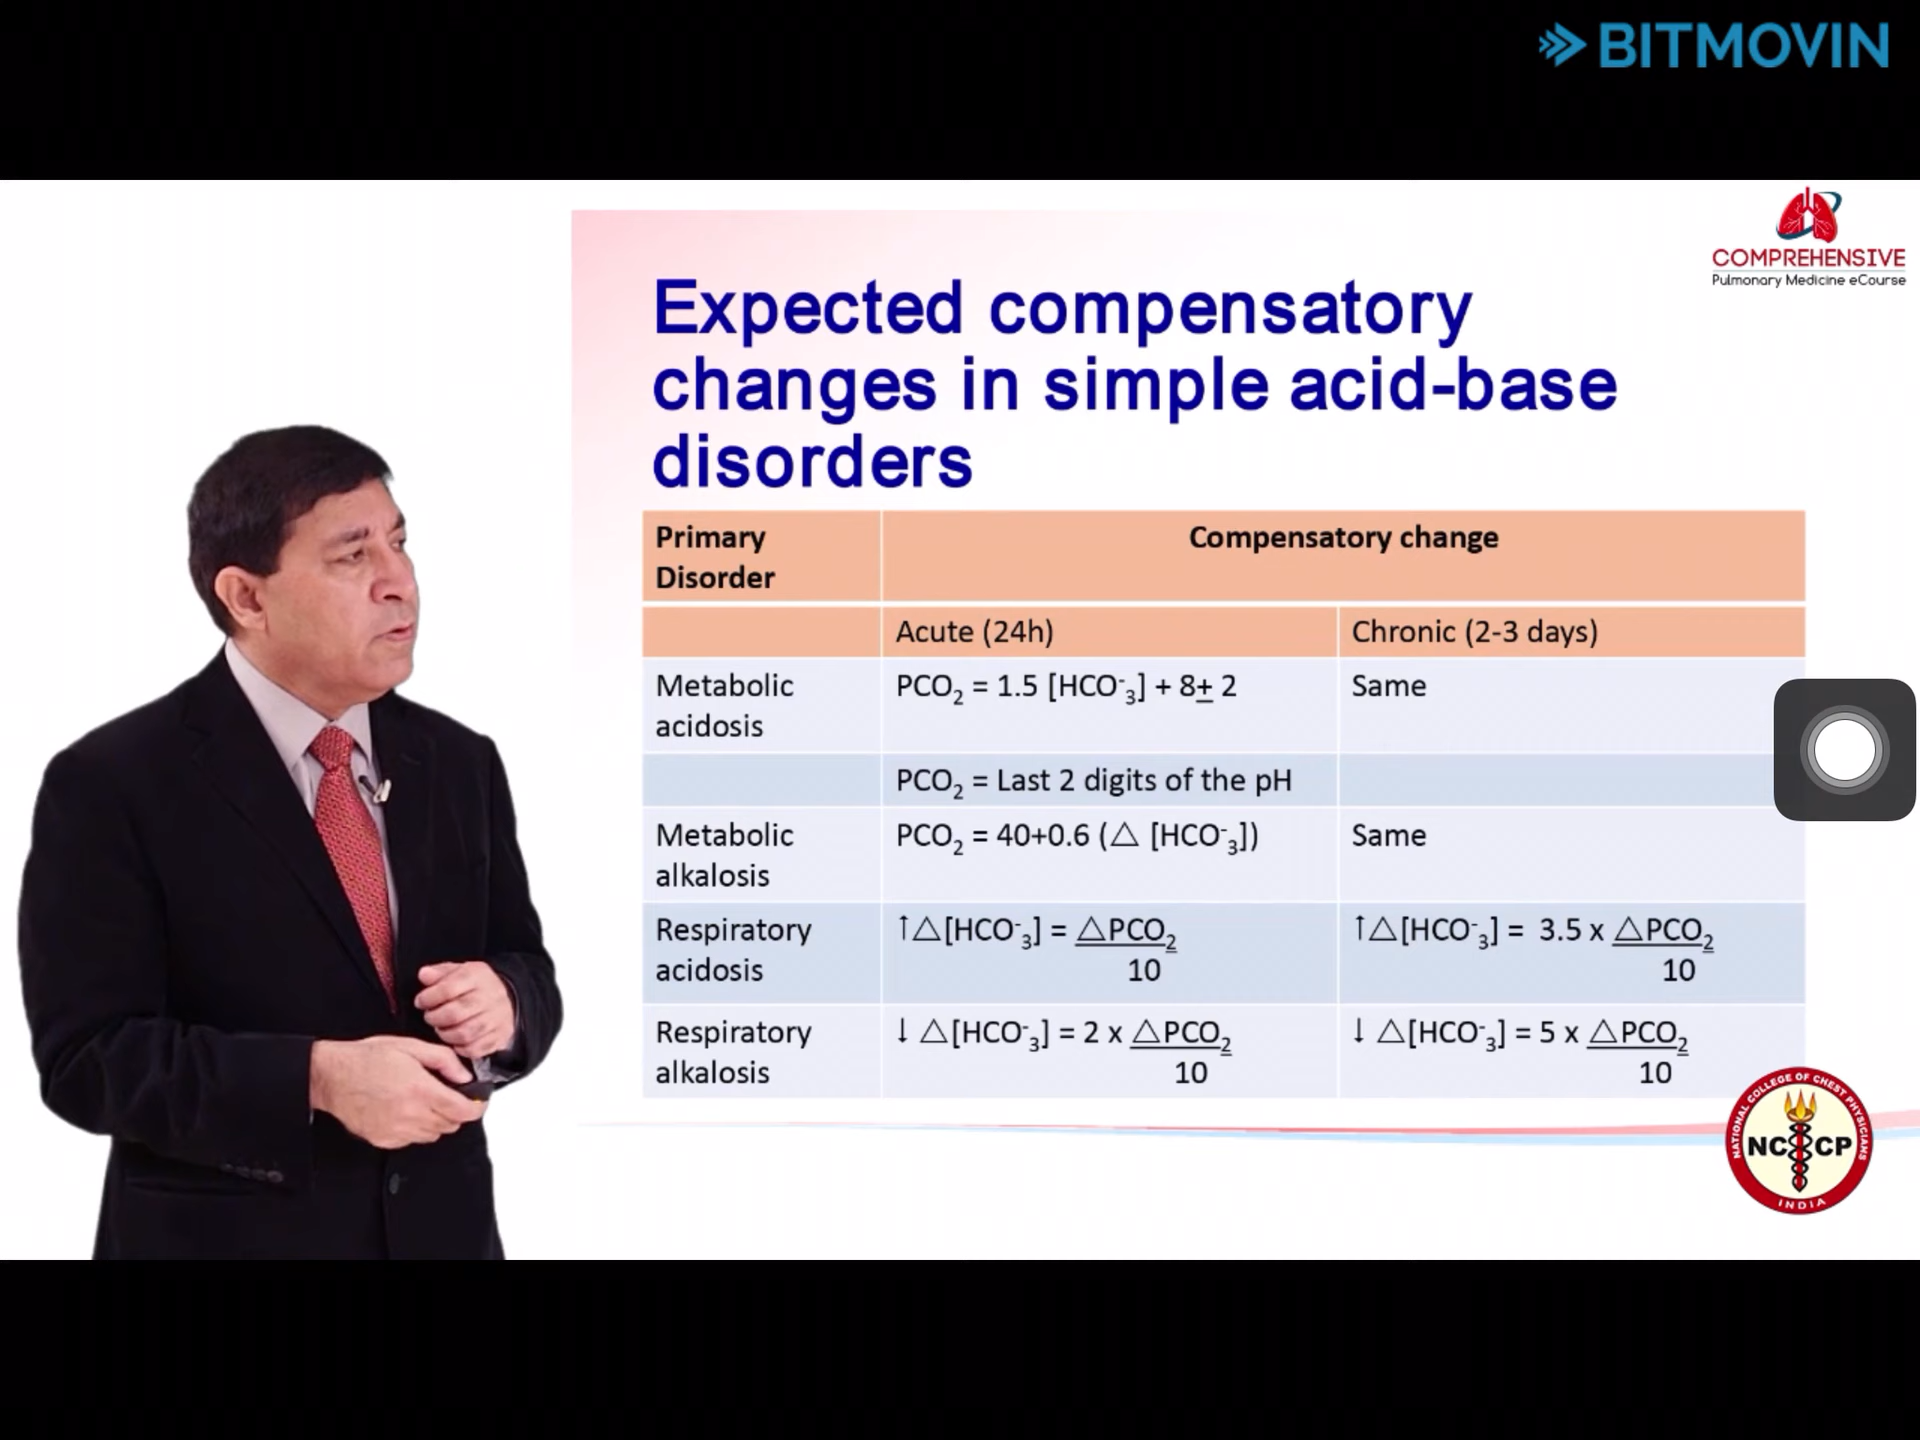 BITMOVIN
COMPREHENSIVE
Pulmonary Medicine eCourse
Expected compensatory
changes in simple acid-base
disorders
Primary Disorder
Compensatory change
Acute (24h)
Chronic (2-3 days)
Metabolic acidosis
PCO₂ = 1.5 [HCO⁻₃] + 8± 2
Same
PCO₂ = Last 2 digits of the pH
Metabolic alkalosis
PCO₂ = 40+0.6 (△ [HCO⁻₃])
Same
Respiratory acidosis
↑△[HCO⁻₃] = △PCO₂
10
↑△[HCO⁻₃] = 3.5 x △PCO₂
10
Respiratory alkalosis
↓ △[HCO⁻₃] = 2 x △PCO₂
10
↓ △[HCO⁻₃] = 5 x △PCO₂
10
NATIONAL COLLEGE OF CHEST PHYSICIANS
NCCP
INDIA